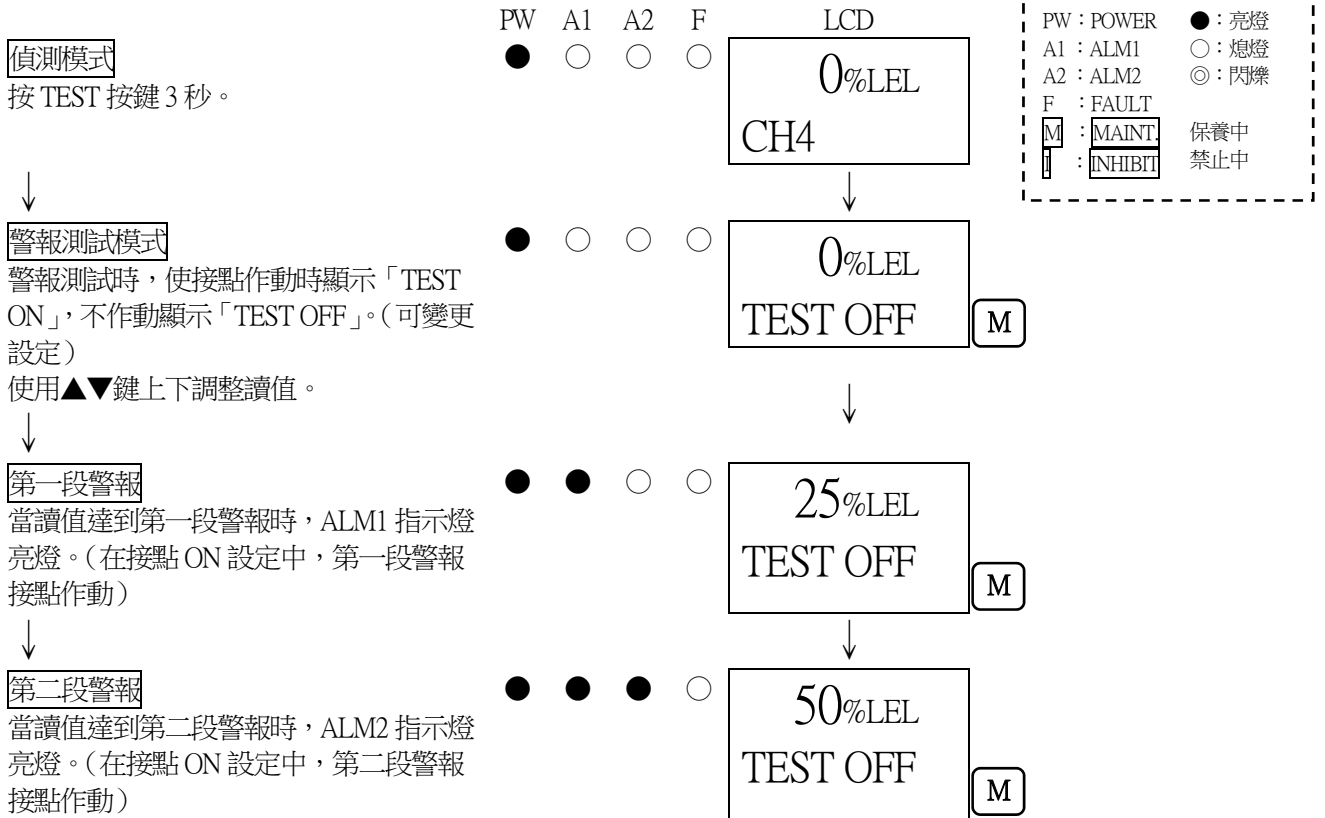 PW A1 A2 F LCD
PW：POWER ●：亮燈
A1：ALM1 ○：熄燈
A2：ALM2 ◎：閃爍
F：FAULT
M：MAINT. 保養中
I：INHIBIT 禁止中
偵測模式 ● ○ ○ ○
按 TEST 按鍵 3 秒。
0%LEL
CH4
↓ ↓
警報測試模式 ● ○ ○ ○
警報測試時，使接點作動時顯示「TEST
ON」，不作動顯示「TEST OFF」。（可變更
設定）
使用▲▼鍵上下調整讀值。
0%LEL
TEST OFF M
↓ ↓
第一段警報 ● ● ○ ○
當讀值達到第一段警報時，ALM1 指示燈
亮燈。（在接點 ON 設定中，第一段警報
接點作動）
25%LEL
TEST OFF M
↓ ↓
第二段警報 ● ● ● ○
當讀值達到第二段警報時，ALM2 指示燈
亮燈。（在接點 ON 設定中，第二段警報
接點作動）
50%LEL
TEST OFF M